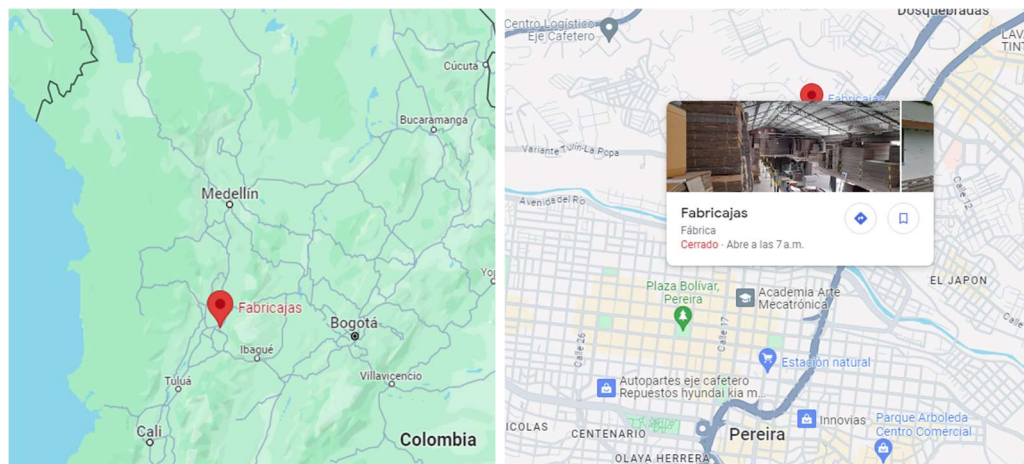 Cúcuta
Bucaramanga
Medellín
Fabricajas
Bogotá
Ibagué
Tuluá
Villavicencio
Cali
Colombia
Dosquebradas
Centro Logístico
Eje Cafetero
Fabricajas
Variante Turín-La Popa
Avenida del Río
Calle 12
Fabricajas
Fábrica
Cerrado · Abre a las 7 a.m.
EL JAPON
Plaza Bolívar,
Pereira
Academia Arte
Mecatrónica
Calle 17
Calle 26
Estación natural
Autopartes eje cafetero
Repuestos hyundai kia m...
Innovias
Parque Arboleda
Centro Comercial
ICOLAS
CENTENARIO
Pereira
OLAYA HERRERA